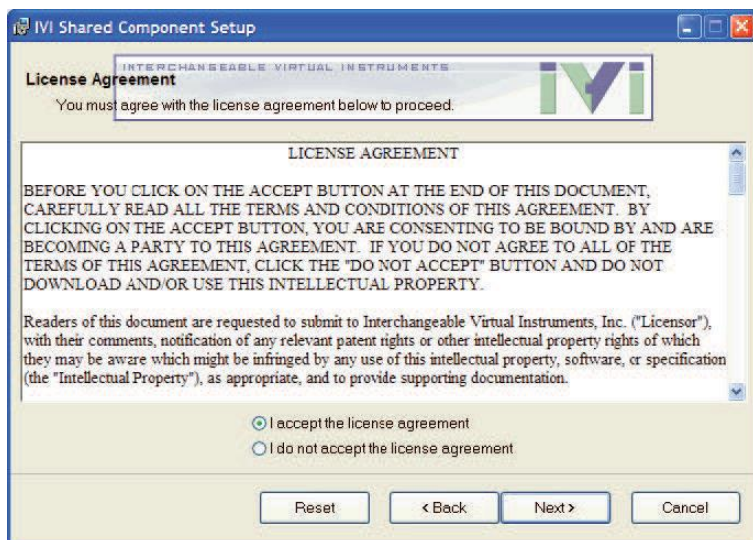 IVI Shared Component Setup
INTERCHANGEABLE VIRTUAL INSTRUMENTS
IVI
License Agreement
You must agree with the license agreement below to proceed.
LICENSE AGREEMENT
BEFORE YOU CLICK ON THE ACCEPT BUTTON AT THE END OF THIS DOCUMENT,
CAREFULLY READ ALL THE TERMS AND CONDITIONS OF THIS AGREEMENT. BY
CLICKING ON THE ACCEPT BUTTON, YOU ARE CONSENTING TO BE BOUND BY AND ARE
BECOMING A PARTY TO THIS AGREEMENT. IF YOU DO NOT AGREE TO ALL OF THE
TERMS OF THIS AGREEMENT, CLICK THE "DO NOT ACCEPT" BUTTON AND DO NOT
DOWNLOAD AND/OR USE THIS INTELLECTUAL PROPERTY.
Readers of this document are requested to submit to Interchangeable Virtual Instruments, Inc. ("Licensor"),
with their comments, notification of any relevant patent rights or other intellectual property rights of which
they may be aware which might be infringed by any use of this intellectual property, software, or specification
(the "Intellectual Property"), as appropriate, and to provide supporting documentation.
I accept the license agreement
I do not accept the license agreement
Reset
< Back
Next >
Cancel